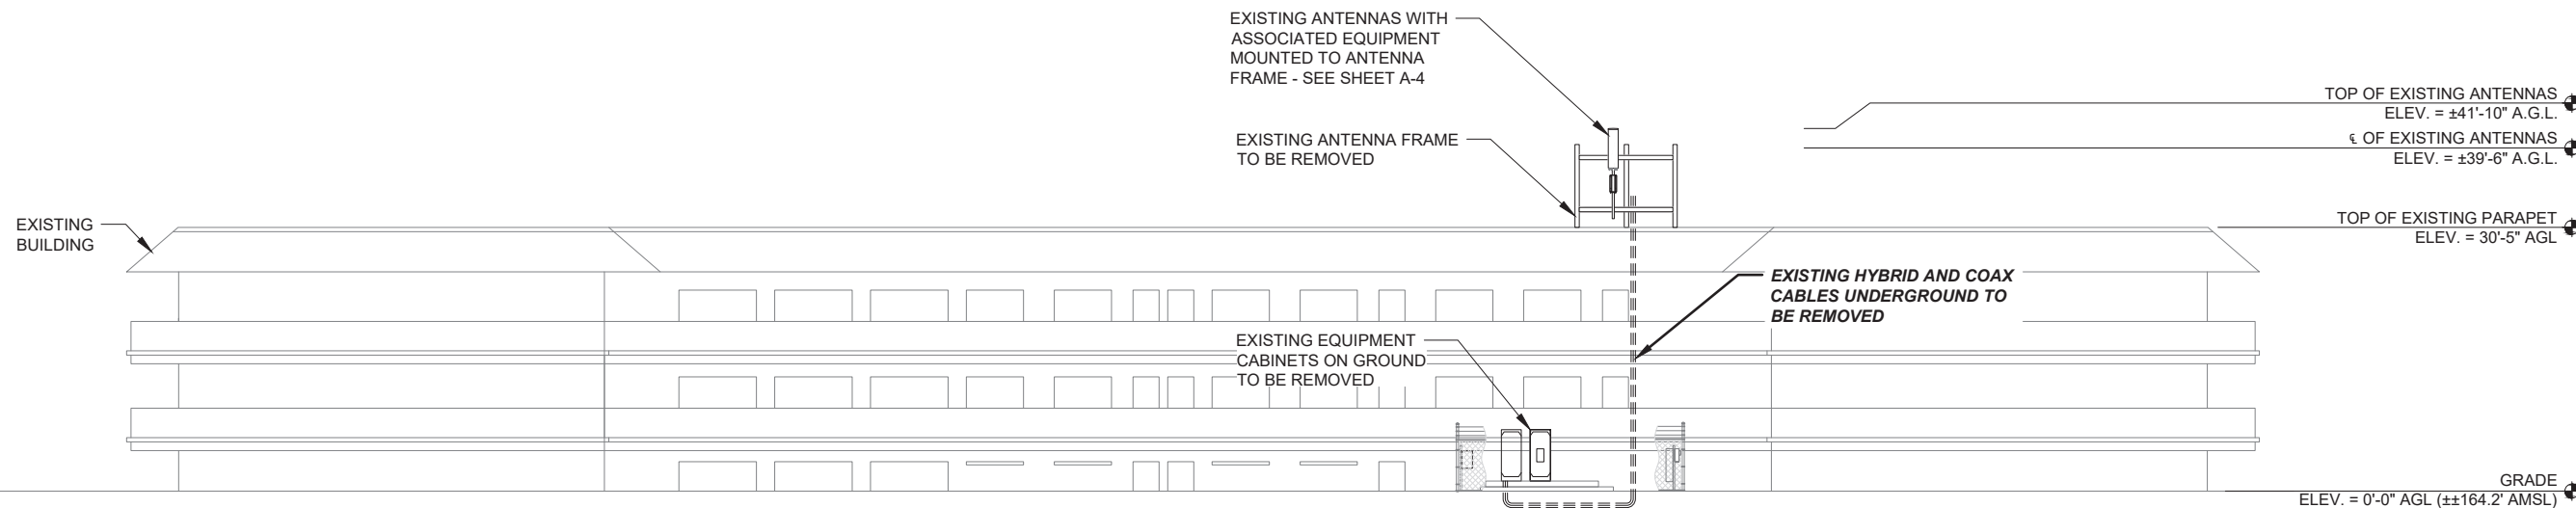 EXISTING ANTENNAS WITH
ASSOCIATED EQUIPMENT
MOUNTED TO ANTENNA
FRAME - SEE SHEET A-4
EXISTING ANTENNA FRAME
TO BE REMOVED
TOP OF EXISTING ANTENNAS
ELEV. = ±41'-10" A.G.L.
℄ OF EXISTING ANTENNAS
ELEV. = ±39'-6" A.G.L.
EXISTING
BUILDING
TOP OF EXISTING PARAPET
ELEV. = 30'-5" AGL
EXISTING HYBRID AND COAX
CABLES UNDERGROUND TO
BE REMOVED
EXISTING EQUIPMENT
CABINETS ON GROUND
TO BE REMOVED
GRADE
ELEV. = 0'-0" AGL (±±164.2' AMSL)